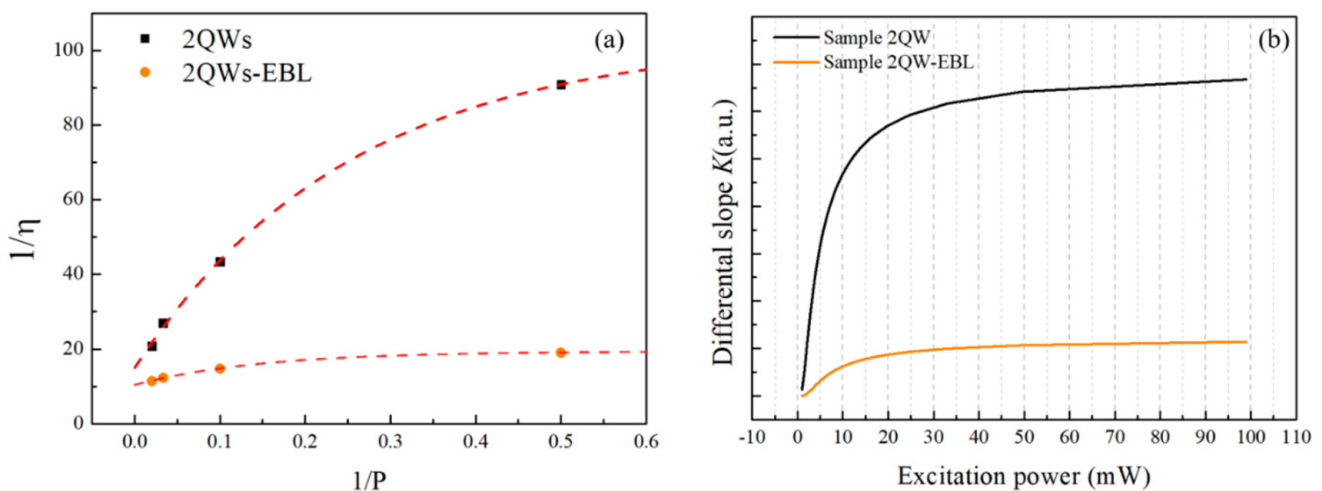 (a)
2QWs
2QWs-EBL
100
80
60
40
20
0
1/η
0.0
0.1
0.2
0.3
0.4
0.5
0.6
1/P
(b)
Sample 2QW
Sample 2QW-EBL
Differental slope K(a.u.)
-10
0
10
20
30
40
50
60
70
80
90
100
110
Excitation power (mW)